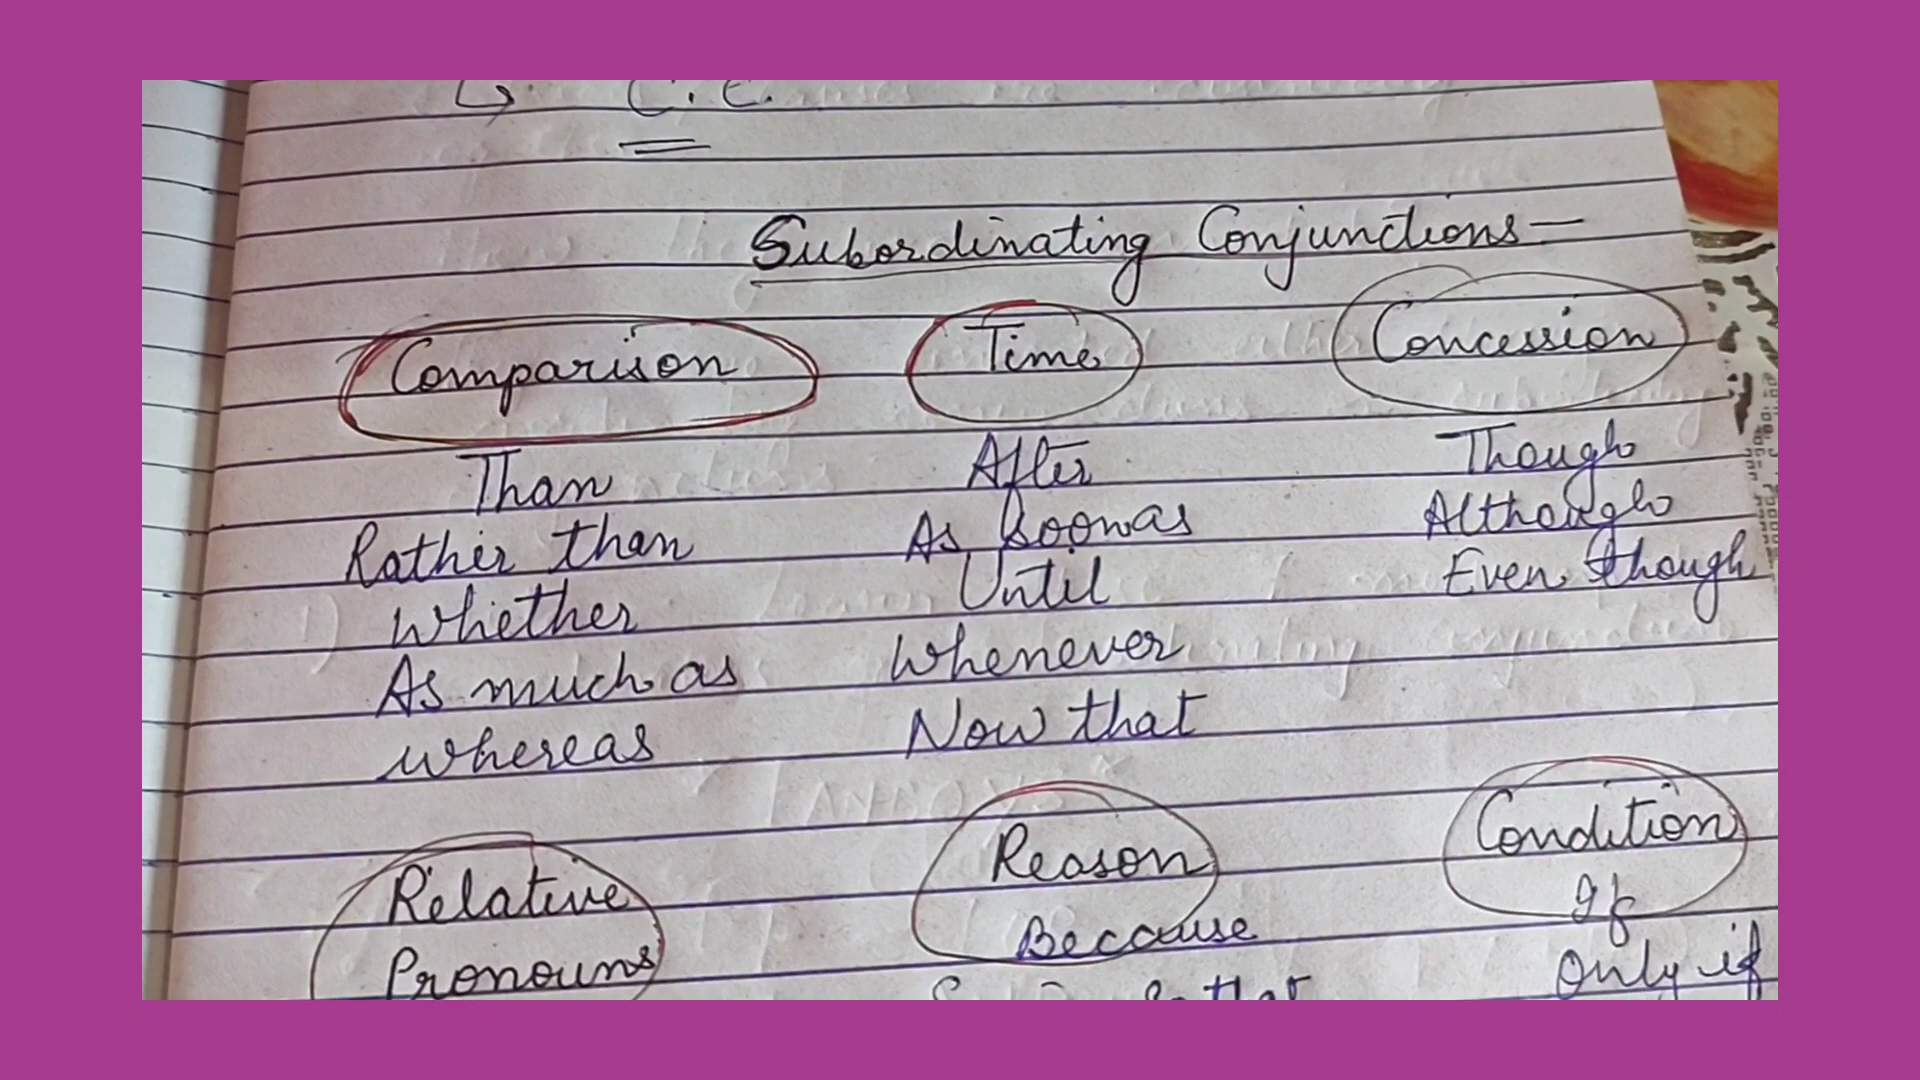 Subordinating Conjunctions—
Comparison Time Concession
Than After Though
Rather than As soon as Although
Whether Until Even though
As much as Whenever
whereas Now that
Relative Reason Condition
Pronouns Because If
Only if